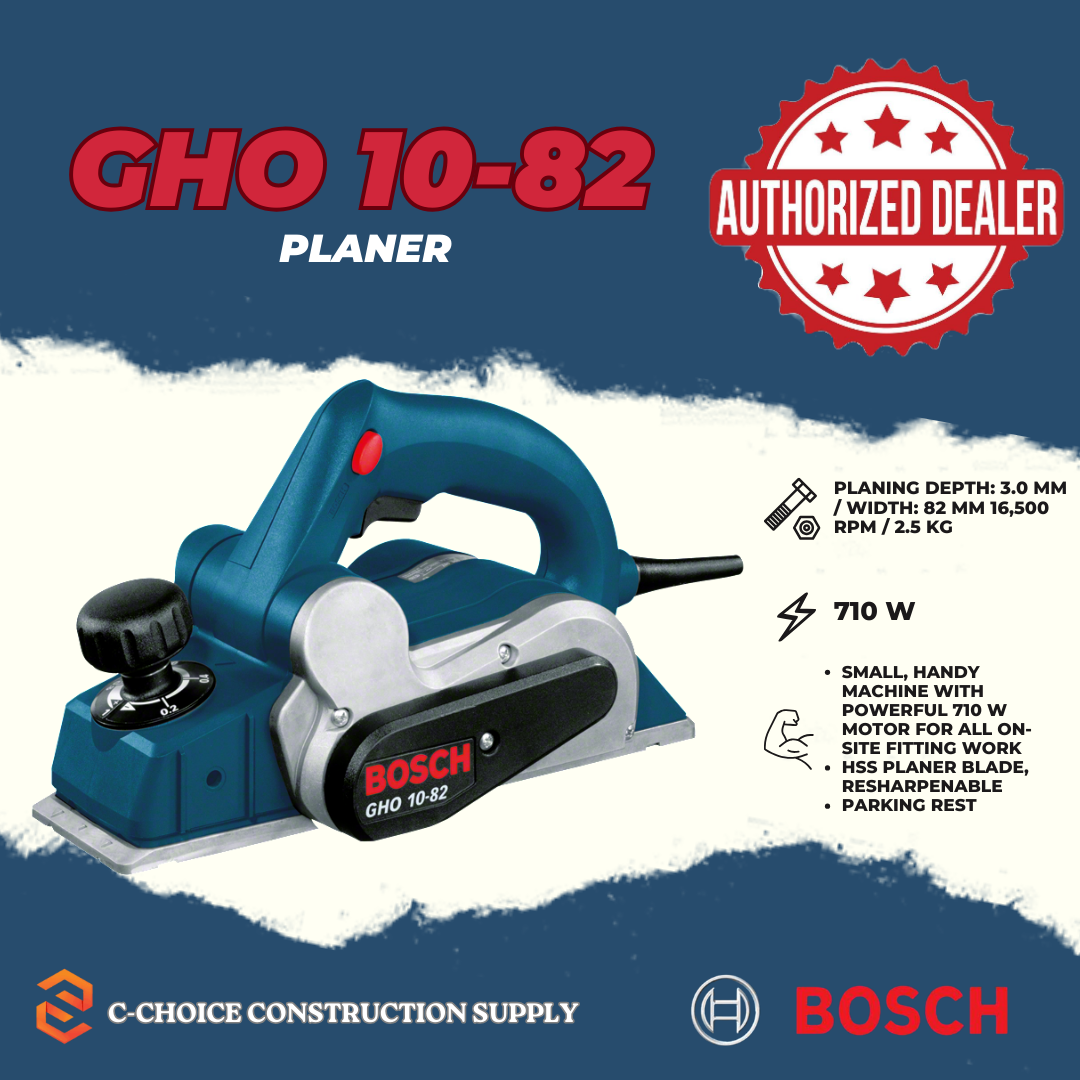 GHO 10-82
PLANER
AUTHORIZED DEALER
PLANING DEPTH: 3.0 MM
/ WIDTH: 82 MM 16,500
RPM / 2.5 KG
710 W
• SMALL, HANDY
MACHINE WITH
POWERFUL 710 W
MOTOR FOR ALL ON-
SITE FITTING WORK
• HSS PLANER BLADE,
RESHARPENABLE
• PARKING REST
0.2
0.4
BOSCH
GHO 10-82
C-CHOICE CONSTRUCTION SUPPLY
BOSCH